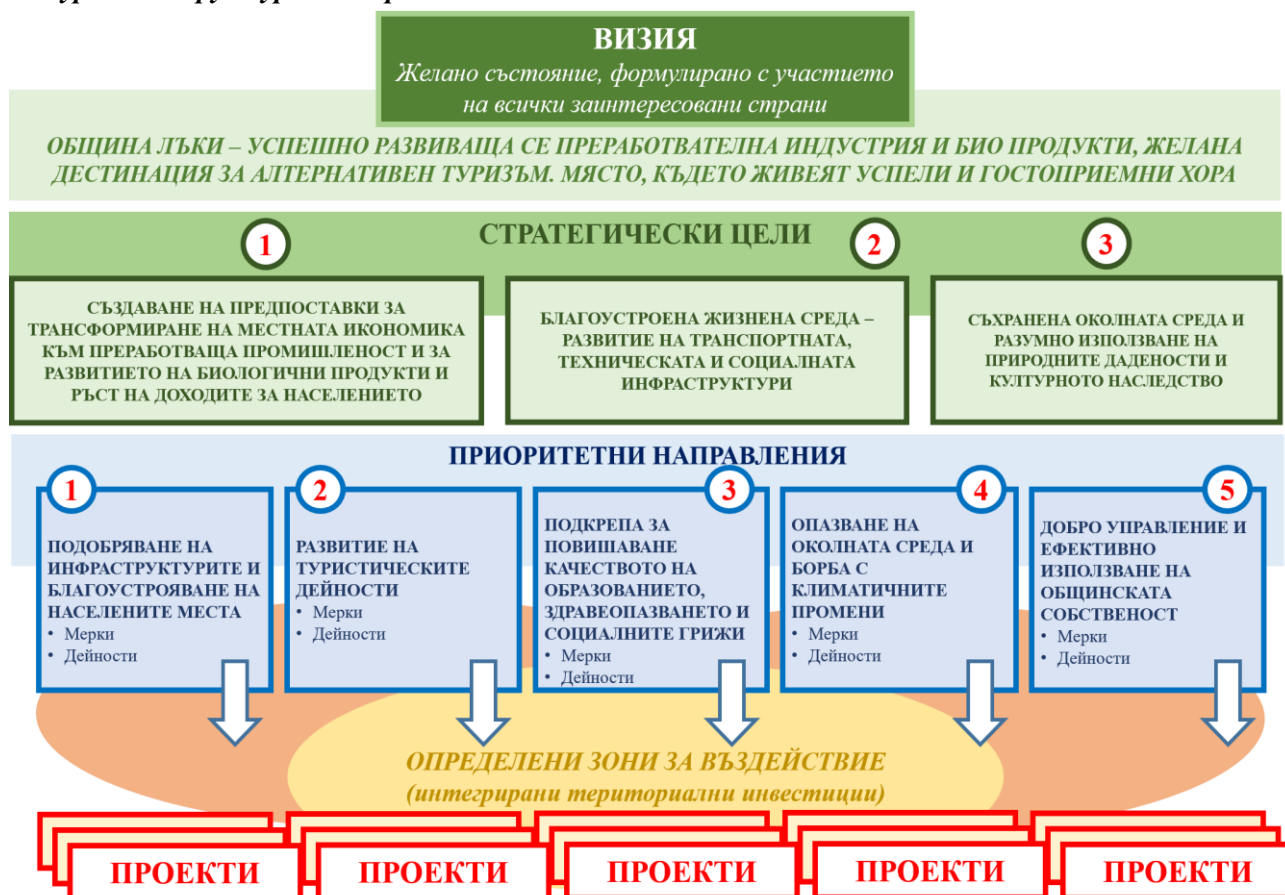 ВИЗИЯ
Желано състояние, формулирано с участието
на всички заинтересовани страни
ОБЩИНА ЛЪКИ – УСПЕШНО РАЗВИВАЩА СЕ ПРЕРАБОТВАТЕЛНА ИНДУСТРИЯ И БИО ПРОДУКТИ, ЖЕЛАНА
ДЕСТИНАЦИЯ ЗА АЛТЕРНАТИВЕН ТУРИЗЪМ. МЯСТО, КЪДЕТО ЖИВЕЯТ УСПЕЛИ И ГОСТОПРИЕМНИ ХОРА
СТРАТЕГИЧЕСКИ ЦЕЛИ
1
СЪЗДАВАНЕ НА ПРЕДПОСТАВКИ ЗА
ТРАНСФОРМИРАНЕ НА МЕСТНАТА ИКОНОМИКА
КЪМ ПРЕРАБОТВАЩА ПРОМИШЛЕНОСТ И ЗА
РАЗВИТИЕТО НА БИОЛОГИЧНИ ПРОДУКТИ И
РЪСТ НА ДОХОДИТЕ ЗА НАСЕЛЕНИЕТО
2
БЛАГОУСТРОЕНА ЖИЗНЕНА СРЕДА –
РАЗВИТИЕ НА ТРАНСПОРТНАТА,
ТЕХНИЧЕСКАТА И СОЦИАЛНАТА
ИНФРАСТРУКТУРИ
3
СЪХРАНЕНА ОКОЛНАТА СРЕДА И
РАЗУМНО ИЗПОЛЗВАНЕ НА
ПРИРОДНИТЕ ДАДЕНОСТИ И
КУЛТУРНОТО НАСЛЕДСТВО
ПРИОРИТЕТНИ НАПРАВЛЕНИЯ
1
ПОДОБРЯВАНЕ НА
ИНФРАСТРУКТУРИТЕ И
БЛАГОУСТРОЯВАНЕ НА
НАСЕЛЕНИТЕ МЕСТА
• Мерки
• Дейности
2
РАЗВИТИЕ НА
ТУРИСТИЧЕСКИТЕ
ДЕЙНОСТИ
• Мерки
• Дейности
3
ПОДКРЕПА ЗА
ПОВИШАВАНЕ
КАЧЕСТВОТО НА
ОБРАЗОВАНИЕТО,
ЗДРАВЕОПАЗВАНЕТО И
СОЦИАЛНИТЕ ГРИЖИ
• Мерки
• Дейности
4
ОПАЗВАНЕ НА
ОКОЛНАТА СРЕДА И
БОРБА С
КЛИМАТИЧНИТЕ
ПРОМЕНИ
• Мерки
• Дейности
5
ДОБРО УПРАВЛЕНИЕ И
ЕФЕКТИВНО
ИЗПОЛЗВАНЕ НА
ОБЩИНСКАТА
СОБСТВЕНОСТ
• Мерки
• Дейности
ОПРЕДЕЛЕНИ ЗОНИ ЗА ВЪЗДЕЙСТВИЕ
(интегрирани териториални инвестиции)
ПРОЕКТИ
ПРОЕКТИ
ПРОЕКТИ
ПРОЕКТИ
ПРОЕКТИ